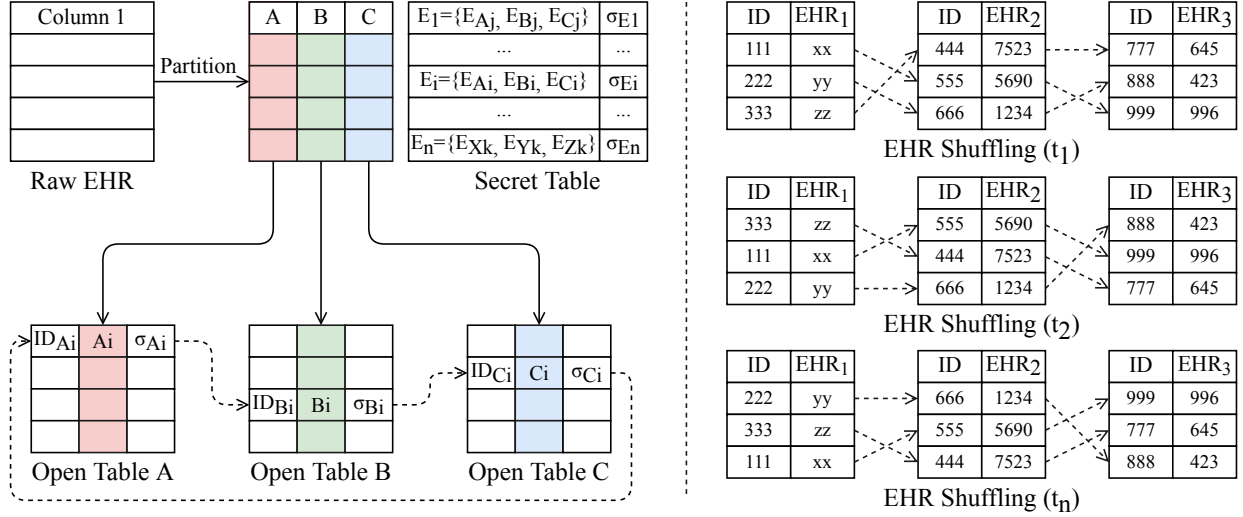 Column 1
Partition
Raw EHR
A B C
E1={EAj, EBj, ECj} σE1
... ...
Ei={EAi, EBi, ECi} σEi
... ...
En={EXk, EYk, EZk} σEn
Secret Table
IDAi Ai σAi
Open Table A
IDBi Bi σBi
Open Table B
IDCi Ci σCi
Open Table C
ID EHR1 ID EHR2 ID EHR3
111 xx 444 7523 777 645
222 yy 555 5690 888 423
333 zz 666 1234 999 996
EHR Shuffling (t1)
ID EHR1 ID EHR2 ID EHR3
333 zz 555 5690 888 423
111 xx 444 7523 999 996
222 yy 666 1234 777 645
EHR Shuffling (t2)
ID EHR1 ID EHR2 ID EHR3
222 yy 666 1234 999 996
333 zz 555 5690 777 645
111 xx 444 7523 888 423
EHR Shuffling (tn)